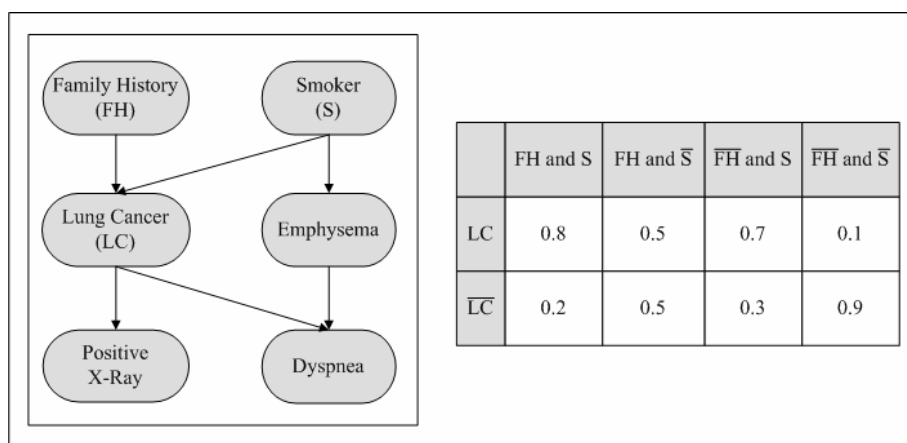 Family History
(FH)
Smoker
(S)
Lung Cancer
(LC)
Emphysema
Positive
X-Ray
Dyspnea
FH and S FH and S̅ F̅H̅ and S F̅H̅ and S̅
LC 0.8 0.5 0.7 0.1
L̅C̅ 0.2 0.5 0.3 0.9